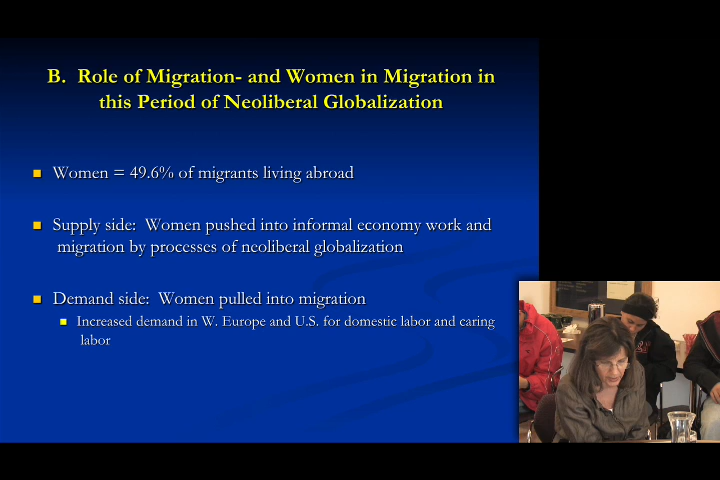 B. Role of Migration- and Women in Migration in
this Period of Neoliberal Globalization
Women = 49.6% of migrants living abroad
Supply side: Women pushed into informal economy work and
migration by processes of neoliberal globalization
Demand side: Women pulled into migration
Increased demand in W. Europe and U.S. for domestic labor and caring
labor